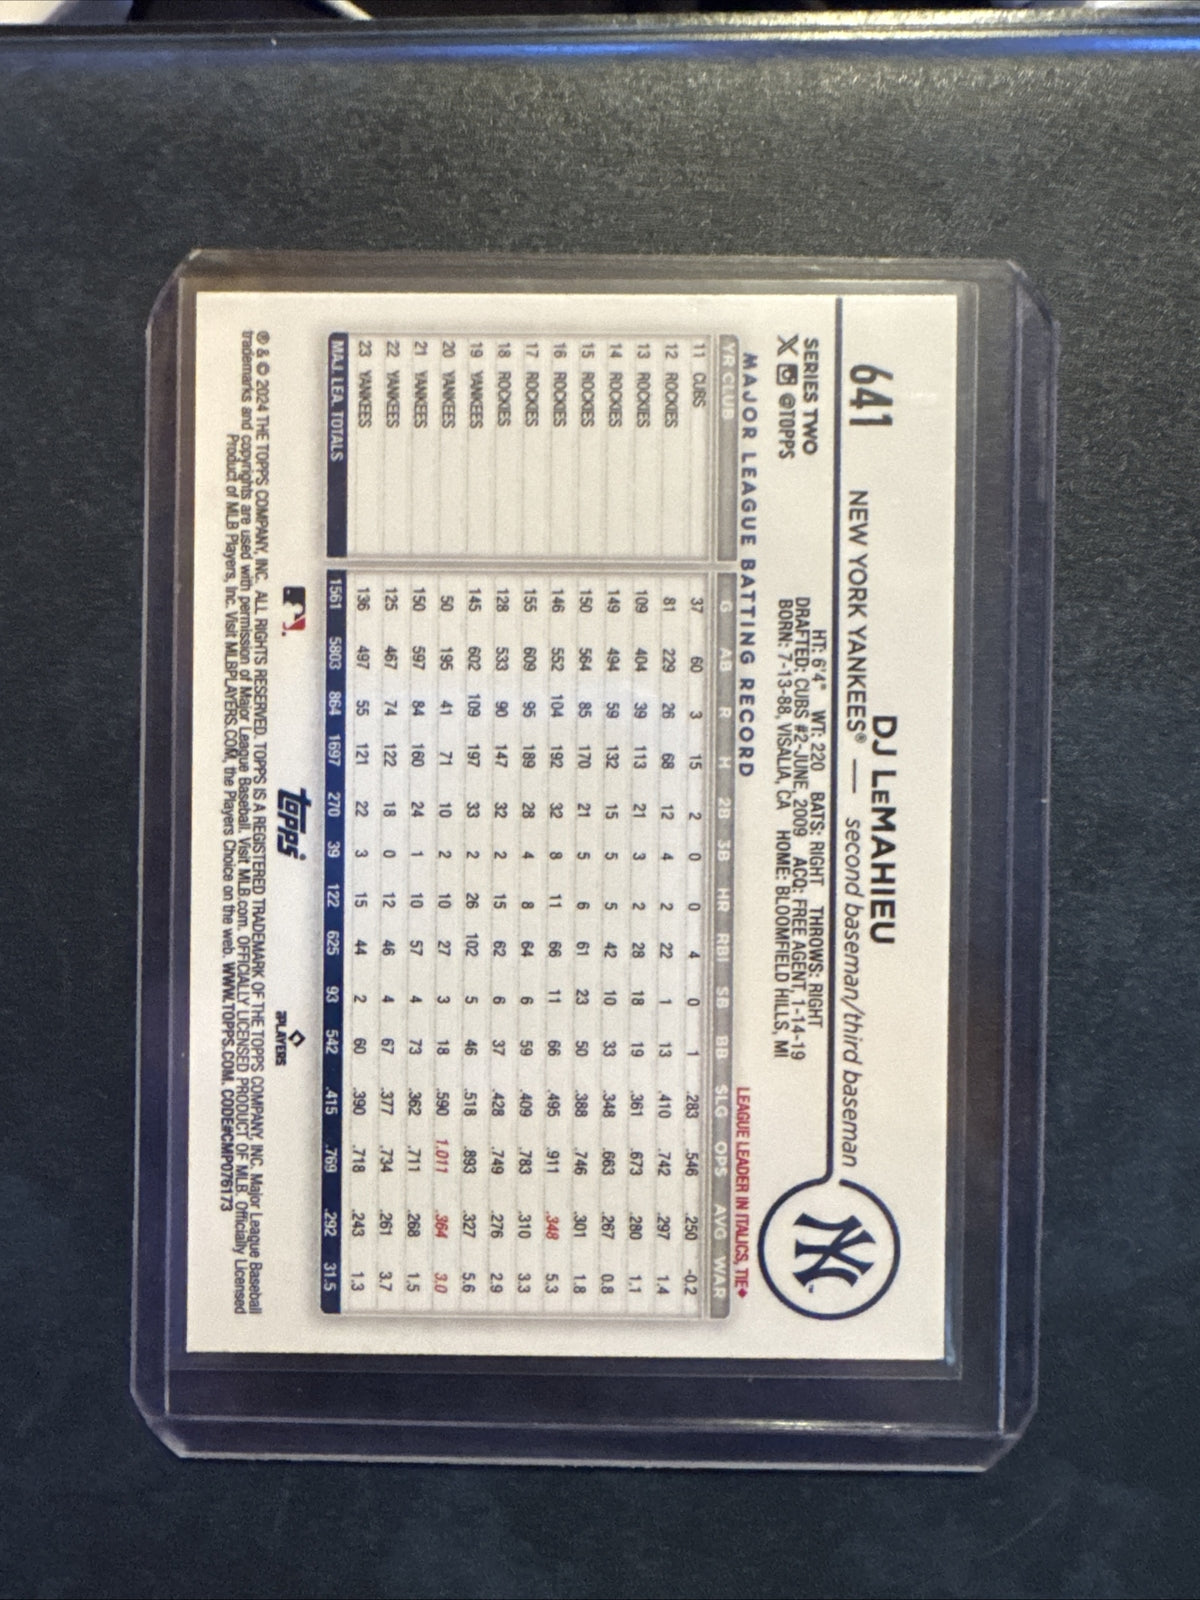 641
DJ LeMAHIEU
NEW YORK YANKEES® — second baseman/third baseman
NY™
SERIES TWO
X @TOPPS
HT: 6'4" WT: 220 BATS: RIGHT THROWS: RIGHT
DRAFTED: CUBS #2-JUNE, 2009 ACQ: FREE AGENT, 1-14-19
BORN: 7-13-88, VISALIA, CA HOME: BLOOMFIELD HILLS, MI
MAJOR LEAGUE BATTING RECORD
LEAGUE LEADER IN ITALICS, TIE♦
YR CLUB G AB R H 2B 3B HR RBI SB BB SLG OPS AVG WAR
11 CUBS 37 60 3 15 2 0 0 4 0 1 .283 .546 .250 -0.2
12 ROCKIES 81 229 26 68 12 4 2 22 1 13 .410 .742 .297 1.4
13 ROCKIES 109 404 39 113 21 3 2 28 18 19 .361 .673 .280 1.1
14 ROCKIES 149 494 59 132 15 5 5 42 10 33 .348 .663 .267 0.8
15 ROCKIES 150 564 85 170 21 5 6 61 23 50 .388 .746 .301 1.8
16 ROCKIES 146 552 104 192 32 8 11 66 11 66 .495 .911 .348 5.3
17 ROCKIES 155 609 95 189 28 4 8 64 6 59 .409 .783 .310 3.3
18 ROCKIES 128 533 90 147 32 2 15 62 6 37 .428 .749 .276 2.9
19 YANKEES 145 602 109 197 33 2 26 102 5 46 .518 .893 .327 5.6
20 YANKEES 50 195 41 71 10 2 10 27 3 18 .590 1.011 .364 3.0
21 YANKEES 150 597 84 160 24 1 10 57 4 73 .362 .711 .268 1.5
22 YANKEES 125 467 74 122 18 0 12 46 4 67 .377 .734 .261 3.7
23 YANKEES 136 497 55 121 22 3 15 44 2 60 .390 .718 .243 1.3
MAJ. LEA. TOTALS 1561 5803 864 1697 270 39 122 625 93 542 .415 .769 .292 31.5
topps
PLAYERS
® & © 2024 THE TOPPS COMPANY, INC. ALL RIGHTS RESERVED. TOPPS IS A REGISTERED TRADEMARK OF THE TOPPS COMPANY, INC. Major League Baseball
trademarks and copyrights are used with permission of Major League Baseball. Visit MLB.com. OFFICIALLY LICENSED PRODUCT OF MLB. Officially Licensed
Product of MLB Players, Inc. Visit MLBPLAYERS.COM, the Players Choice on the web. WWW.TOPPS.COM. CODE#CMP076173